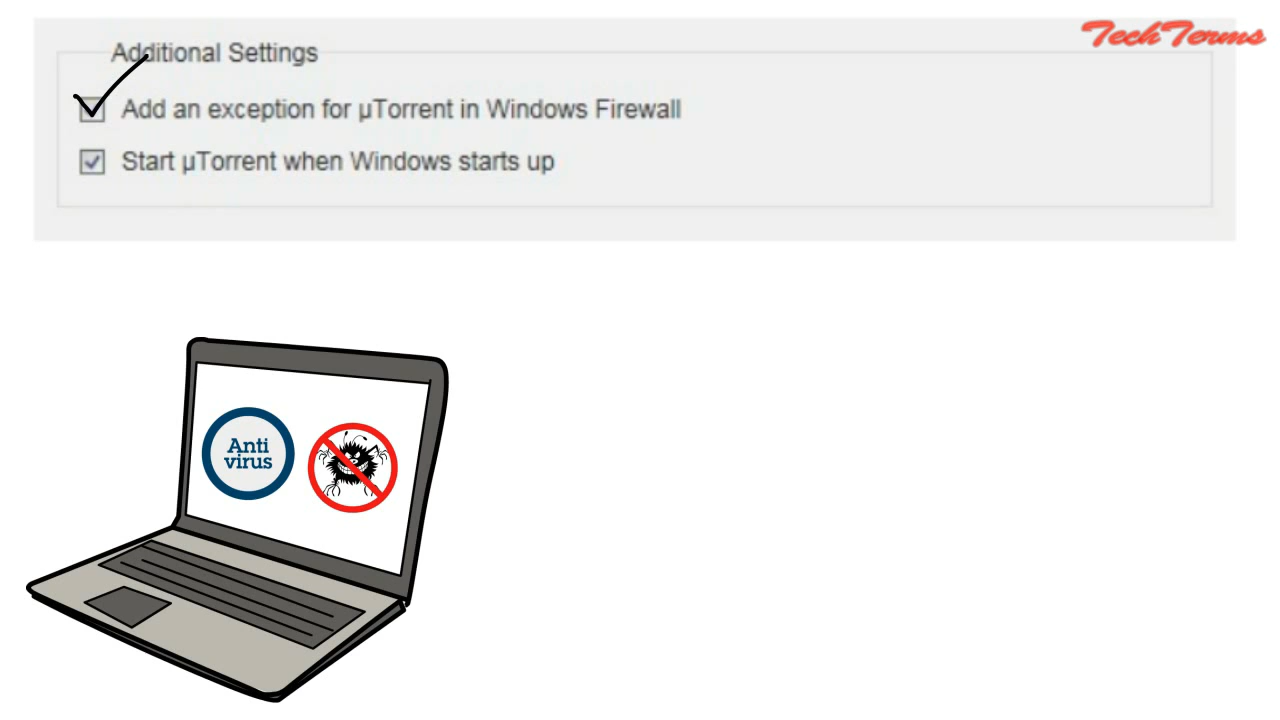 TechTerms
Additional Settings
Add an exception for µTorrent in Windows Firewall
Start µTorrent when Windows starts up
Anti
virus